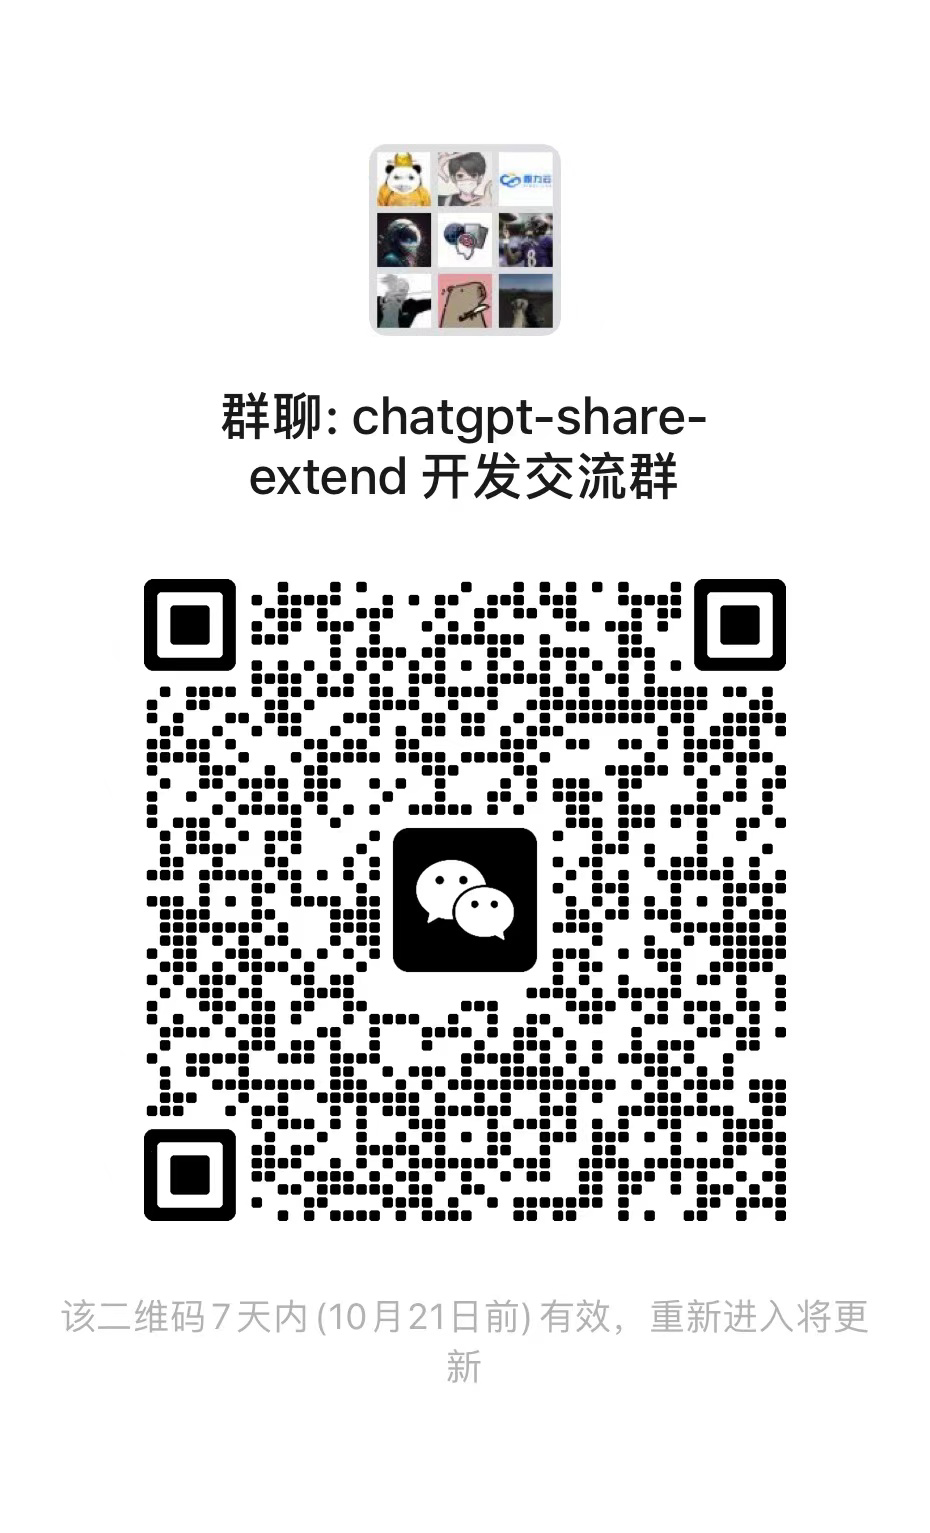 群聊: chatgpt-share-
extend 开发交流群
该二维码7天内(10月21日前)有效，重新进入将更
新